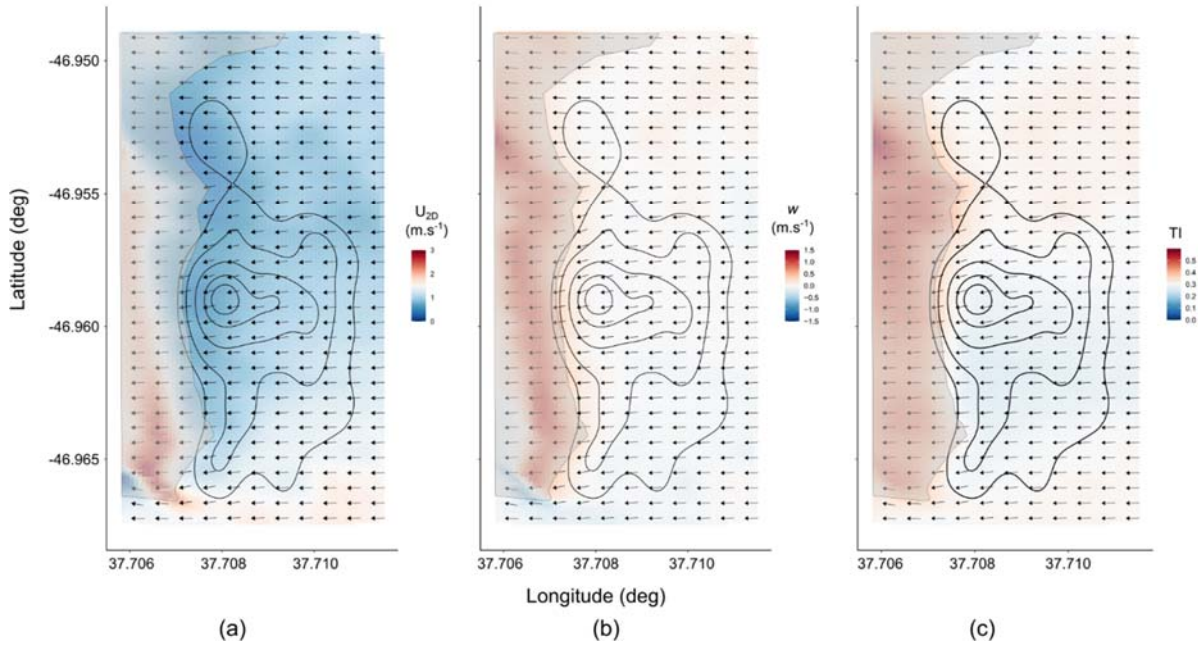 -46.950
-46.955
-46.960
-46.965
Latitude (deg)
U2D
(m.s-1)
3
2
1
0
w
(m.s-1)
1.5
1.0
0.5
0.0
−0.5
−1.0
−1.5
TI
0.5
0.4
0.3
0.2
0.1
0.0
37.706 37.708 37.710
37.706 37.708 37.710
37.706 37.708 37.710
Longitude (deg)
(a) (b) (c)